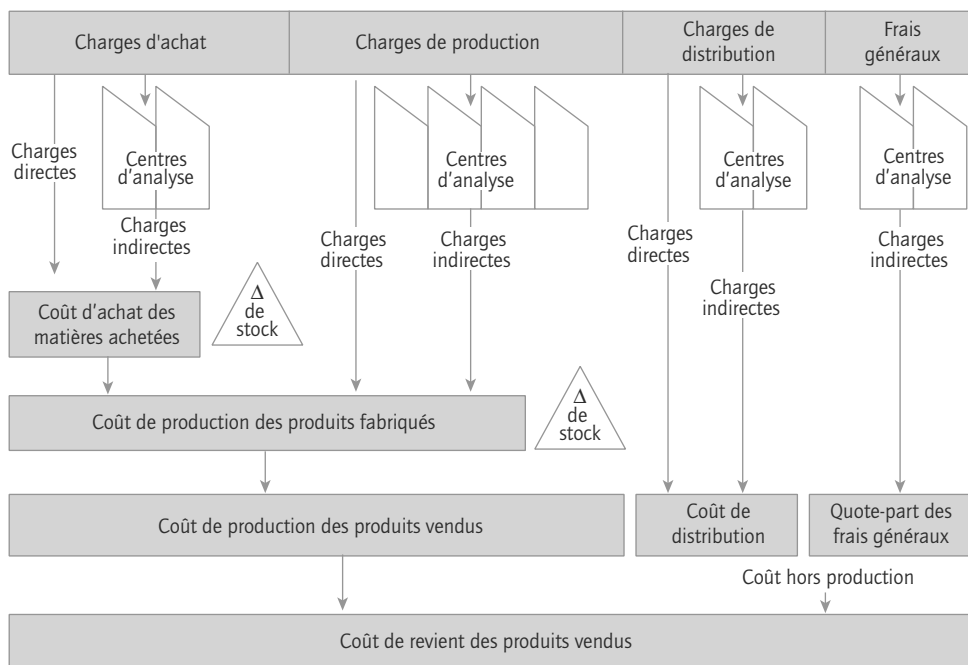 Charges d'achat
Charges de production
Charges de
distribution
Frais
généraux
Charges
directes
Centres
d'analyse
Centres
d'analyse
Centres
d'analyse
Centres
d'analyse
Charges
indirectes
Charges
directes
Charges
indirectes
Charges
directes
Charges
indirectes
Charges
indirectes
Coût d'achat des
matières achetées
Δ
de
stock
Coût de production des produits fabriqués
Δ
de
stock
Coût de production des produits vendus
Coût de
distribution
Quote-part des
frais généraux
Coût hors production
Coût de revient des produits vendus